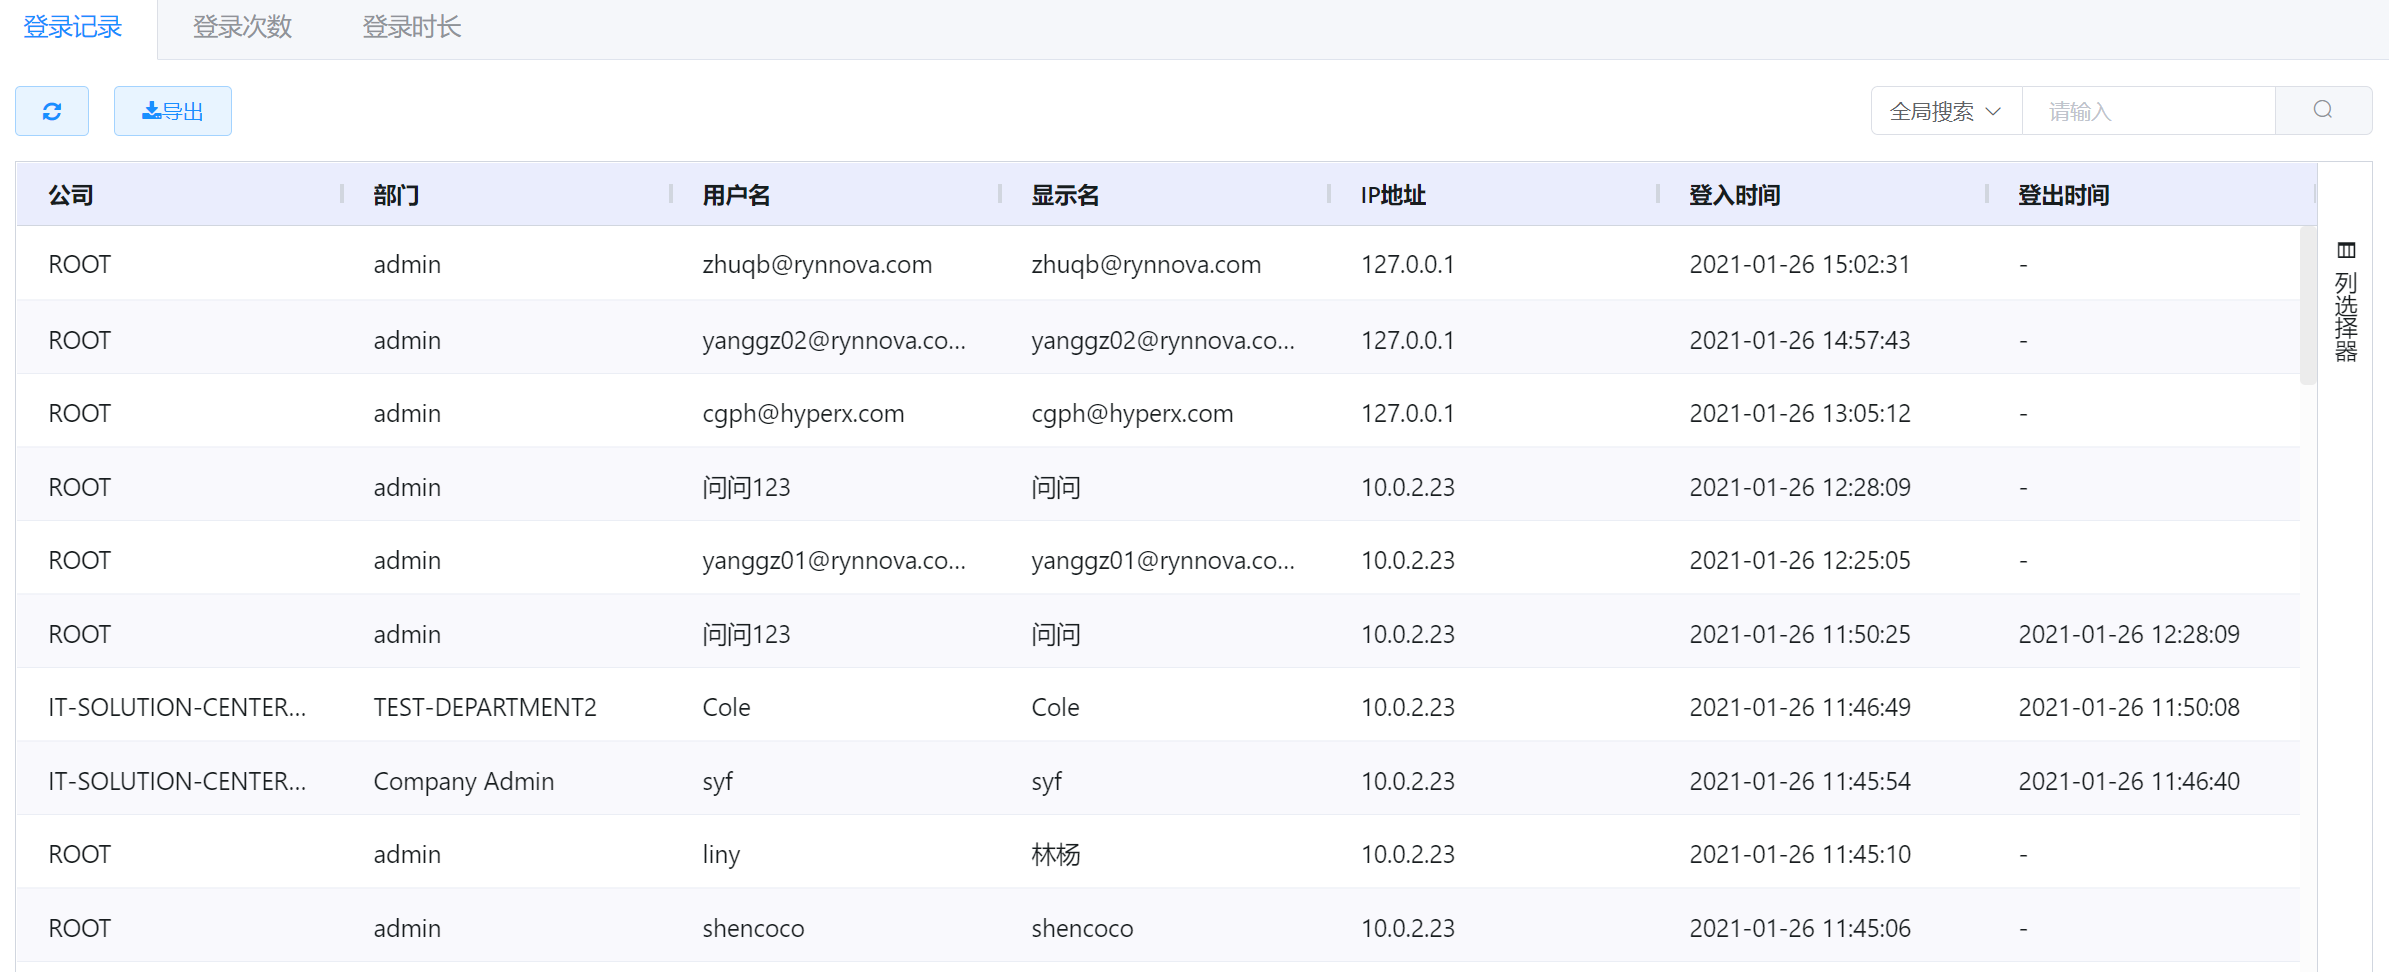 登录记录 登录次数 登录时长
导出 全局搜索 请输入
公司 部门 用户名 显示名 IP地址 登入时间 登出时间
ROOT admin zhuqb@rynnova.com zhuqb@rynnova.com 127.0.0.1 2021-01-26 15:02:31 -
ROOT admin yanggz02@rynnova.co... yanggz02@rynnova.co... 127.0.0.1 2021-01-26 14:57:43 -
ROOT admin cgph@hyperx.com cgph@hyperx.com 127.0.0.1 2021-01-26 13:05:12 -
ROOT admin 问问123 问问 10.0.2.23 2021-01-26 12:28:09 -
ROOT admin yanggz01@rynnova.co... yanggz01@rynnova.co... 10.0.2.23 2021-01-26 12:25:05 -
ROOT admin 问问123 问问 10.0.2.23 2021-01-26 11:50:25 2021-01-26 12:28:09
IT-SOLUTION-CENTER... TEST-DEPARTMENT2 Cole Cole 10.0.2.23 2021-01-26 11:46:49 2021-01-26 11:50:08
IT-SOLUTION-CENTER... Company Admin syf syf 10.0.2.23 2021-01-26 11:45:54 2021-01-26 11:46:40
ROOT admin liny 林杨 10.0.2.23 2021-01-26 11:45:10 -
ROOT admin shencoco shencoco 10.0.2.23 2021-01-26 11:45:06 -
列选择器